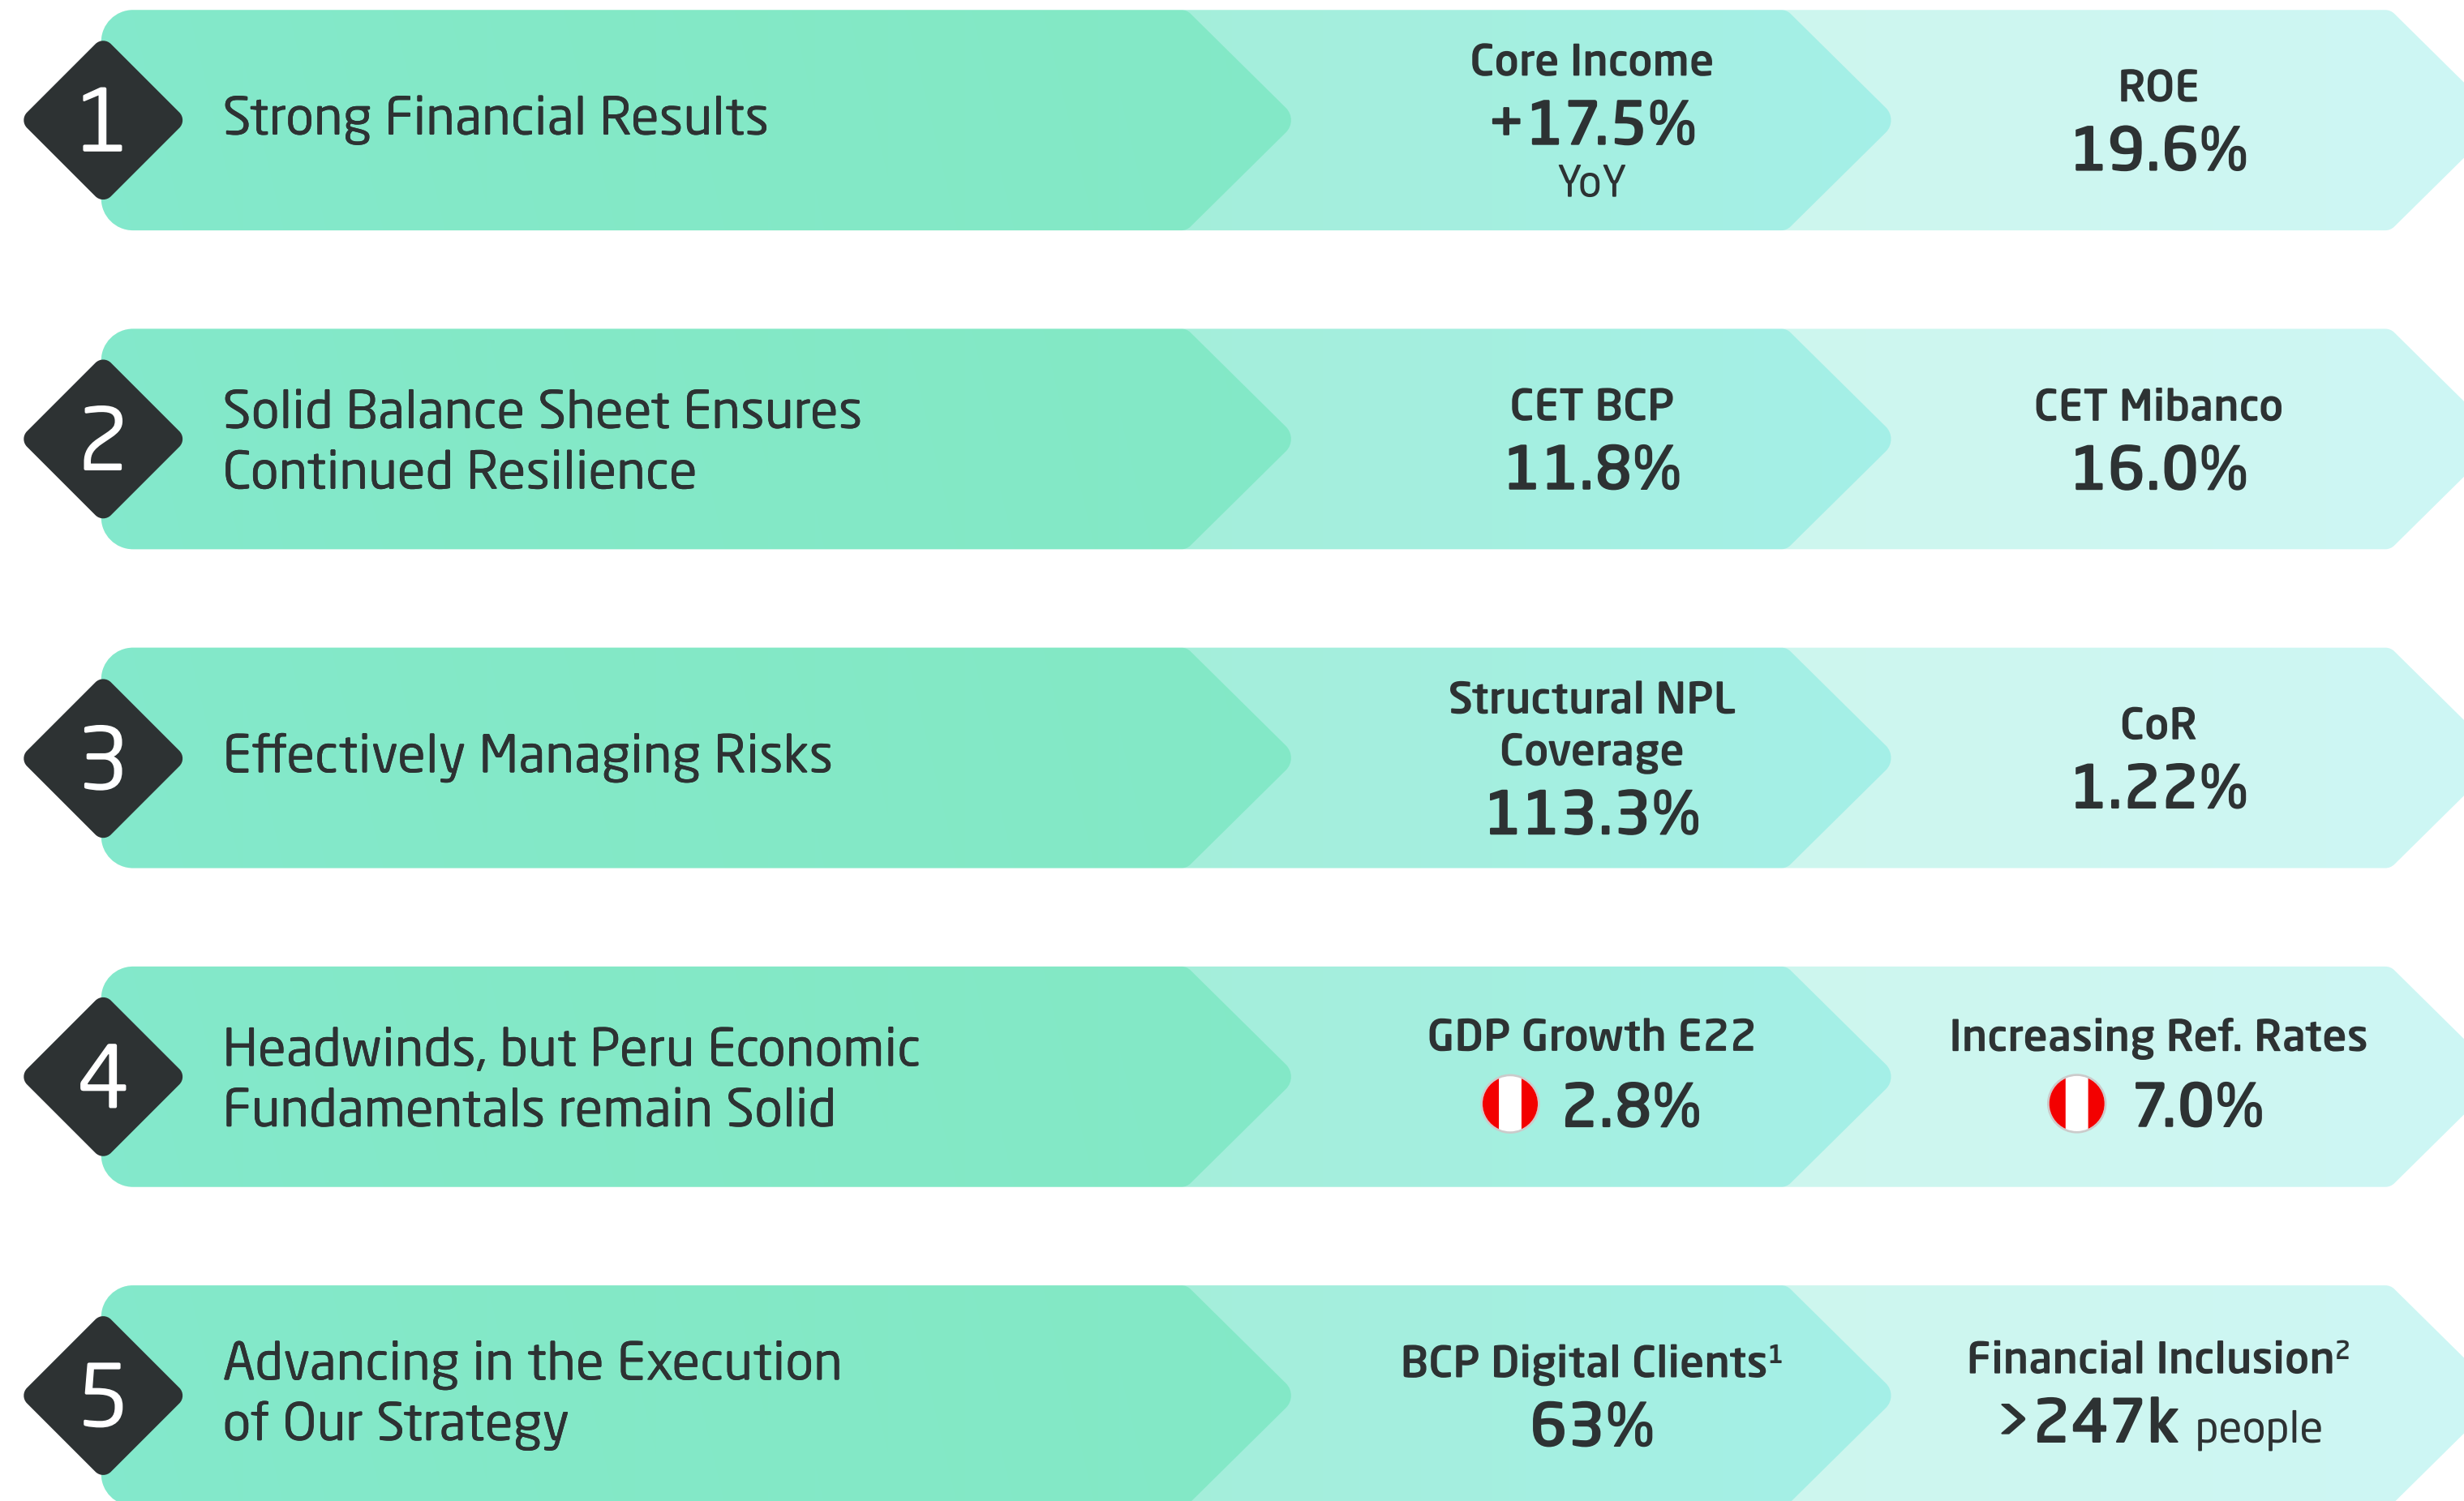 1
Strong Financial Results
Core Income
+17.5%
YoY
ROE
19.6%
2
Solid Balance Sheet Ensures
Continued Resilience
CET BCP
11.8%
CET Mibanco
16.0%
3
Effectively Managing Risks
Structural NPL
Coverage
113.3%
CoR
1.22%
4
Headwinds, but Peru Economic
Fundamentals remain Solid
GDP Growth E22
2.8%
Increasing Ref. Rates
7.0%
5
Advancing in the Execution
of Our Strategy
BCP Digital Clients¹
63%
Financial Inclusion²
>247k people